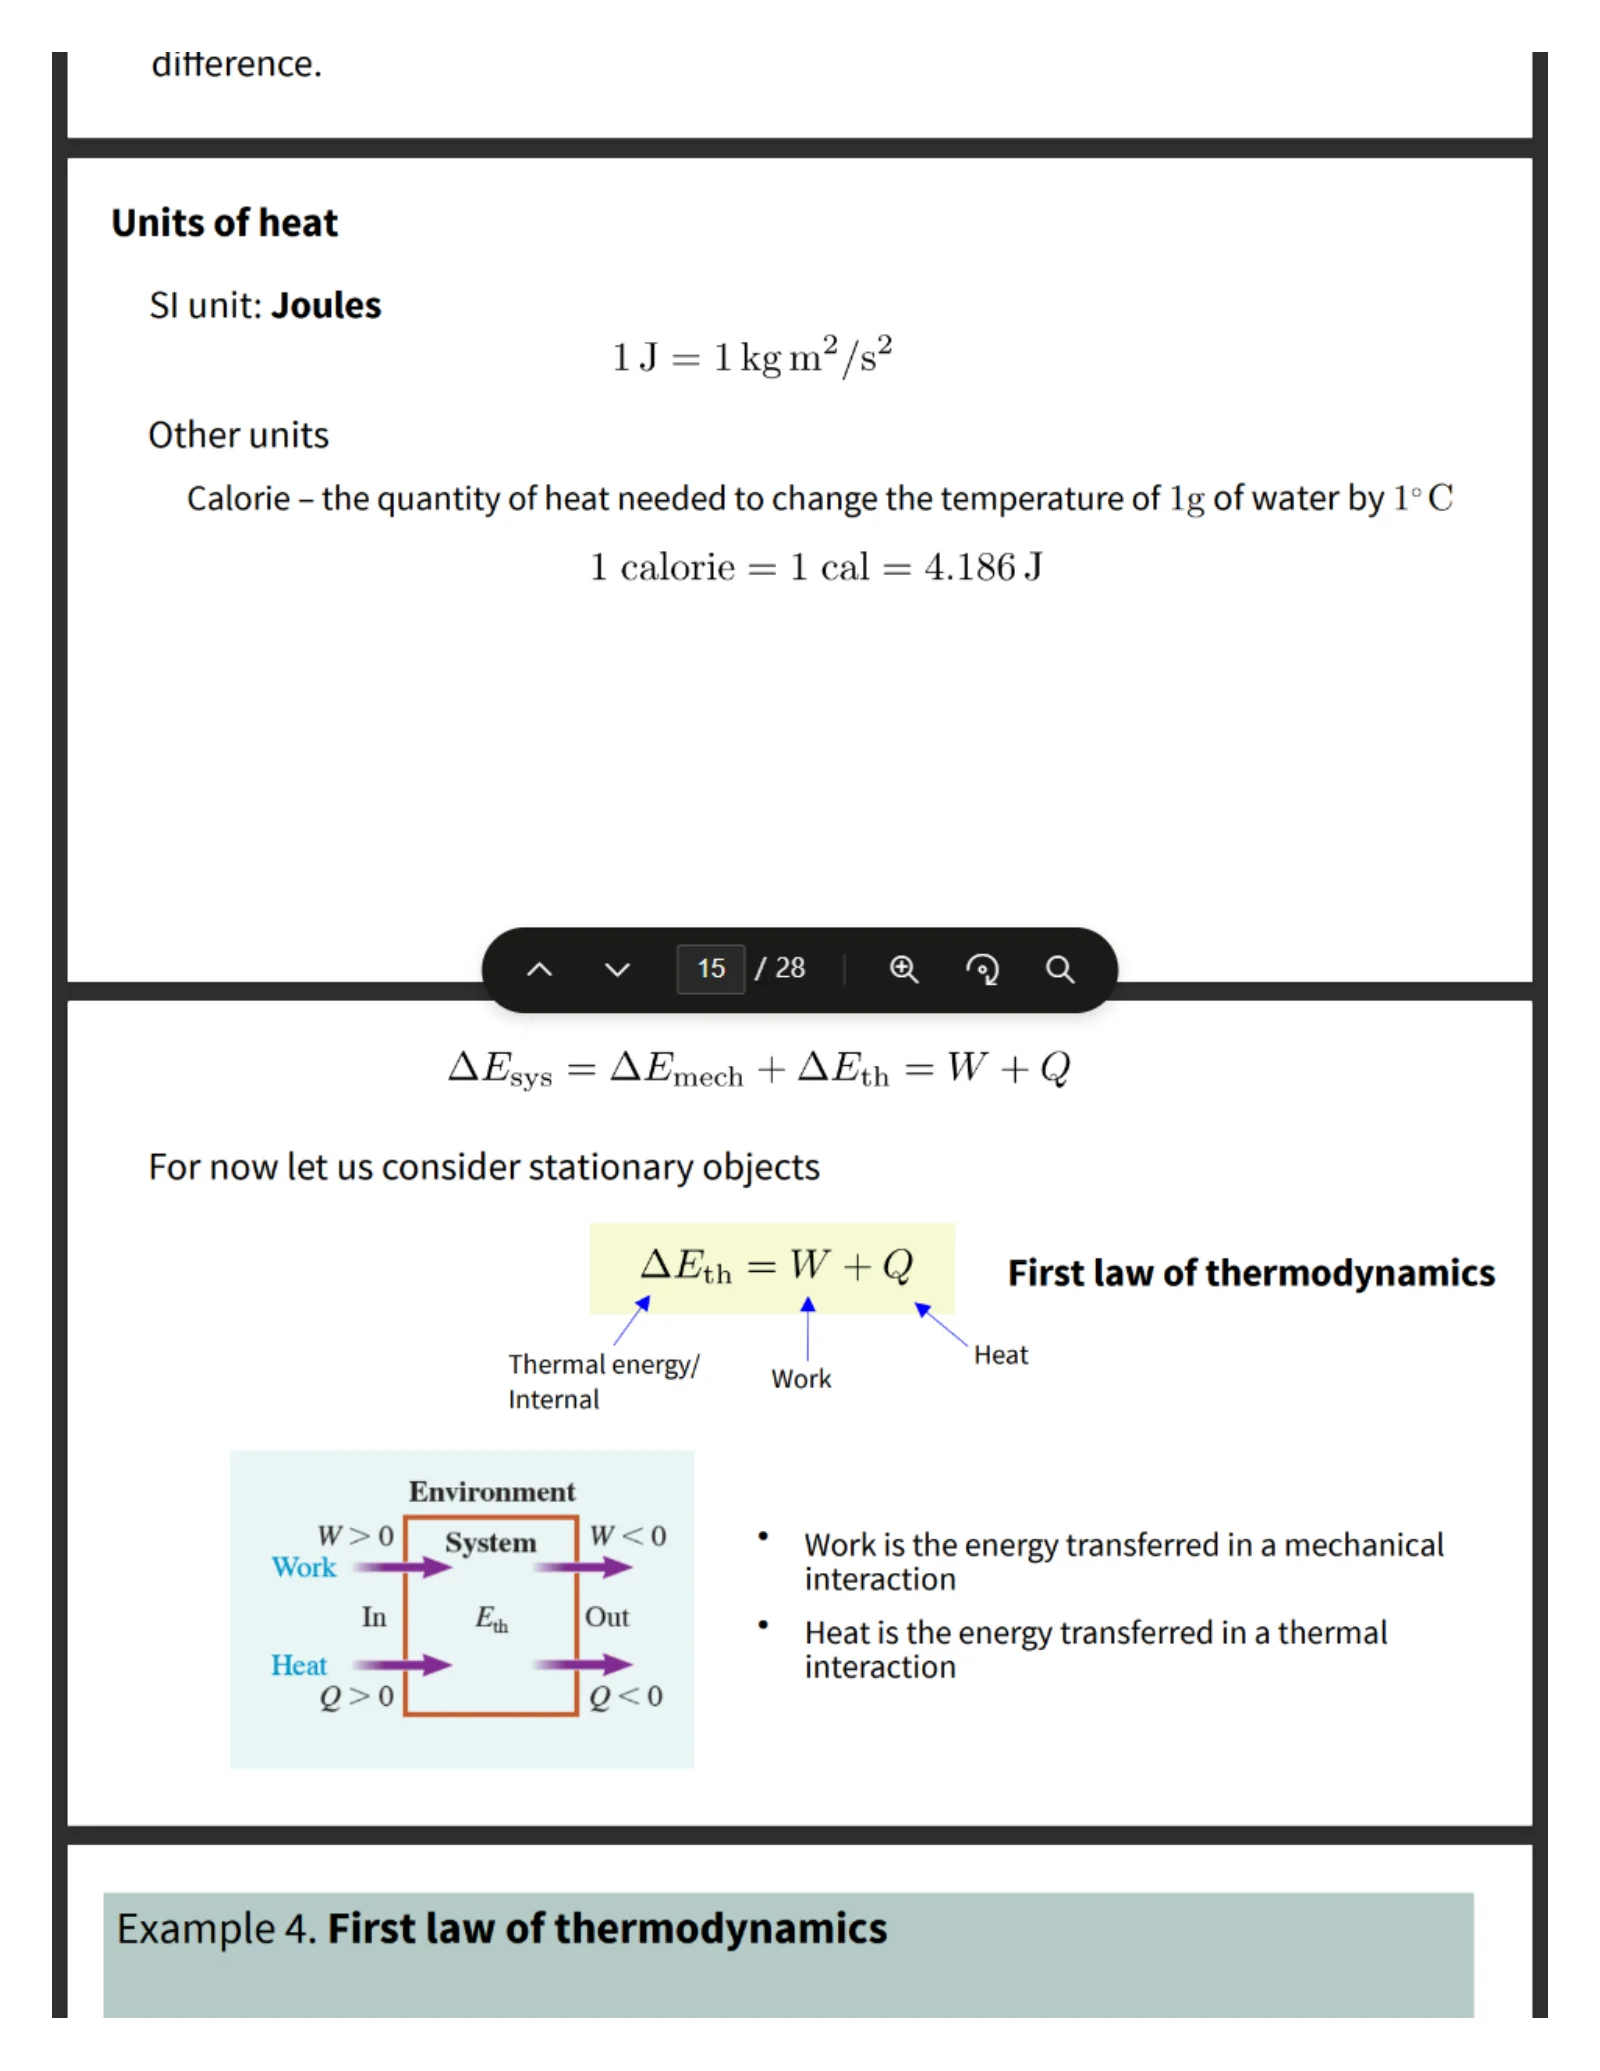 difference.
Units of heat
SI unit: Joules
1 J = 1 kg m²/s²
Other units
Calorie – the quantity of heat needed to change the temperature of 1g of water by 1° C
1 calorie = 1 cal = 4.186 J
15 / 28
ΔE_sys = ΔE_mech + ΔE_th = W + Q
For now let us consider stationary objects
ΔE_th = W + Q
First law of thermodynamics
Thermal energy/
Internal
Work
Heat
Environment
W > 0
System
W < 0
Work
In
E_th
Out
Heat
Q > 0
Q < 0
• Work is the energy transferred in a mechanical
interaction
• Heat is the energy transferred in a thermal
interaction
Example 4. First law of thermodynamics